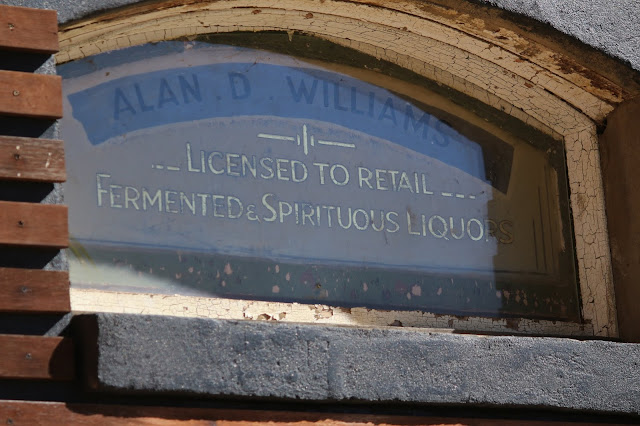 ALAN. D. WILLIAMS
LICENSED TO RETAIL
FERMENTED & SPIRITUOUS LIQUORS